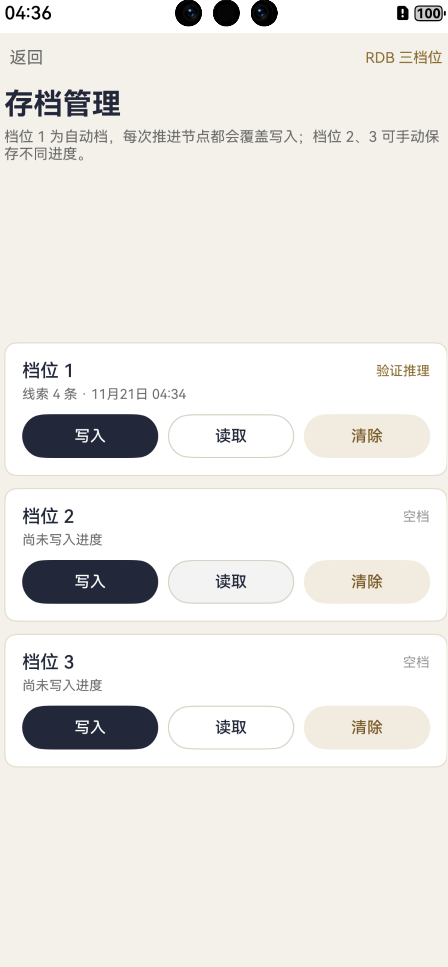 04:36
100
返回
RDB 三档位
存档管理
档位 1 为自动档，每次推进节点都会覆盖写入；档位 2、3 可手动保
存不同进度。
档位 1
验证推理
线索 4 条 · 11月21日 04:34
写入
读取
清除
档位 2
空档
尚未写入进度
写入
读取
清除
档位 3
空档
尚未写入进度
写入
读取
清除